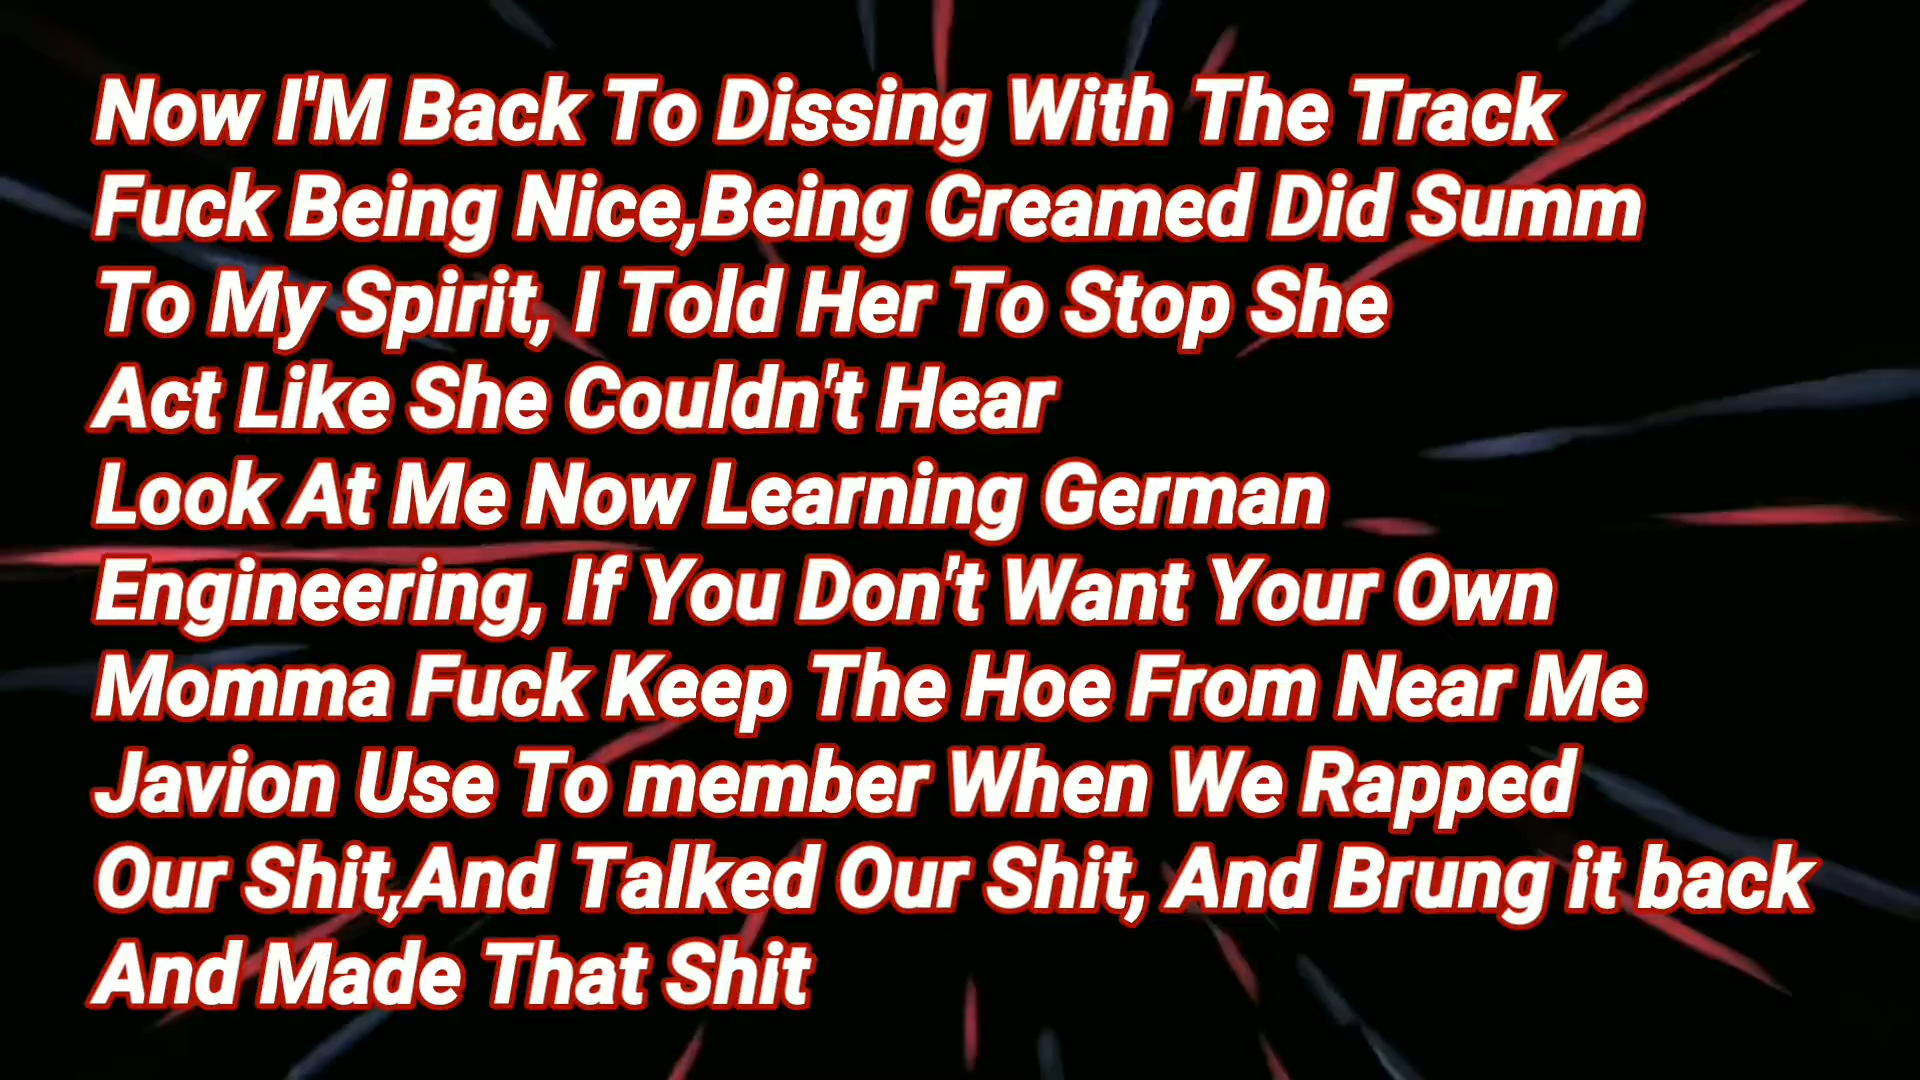 Now I'M Back To Dissing With The Track
Fuck Being Nice,Being Creamed Did Summ
To My Spirit, I Told Her To Stop She
Act Like She Couldn't Hear
Look At Me Now Learning German
Engineering, If You Don't Want Your Own
Momma Fuck Keep The Hoe From Near Me
Javion Use To member When We Rapped
Our Shit,And Talked Our Shit, And Brung it back
And Made That Shit